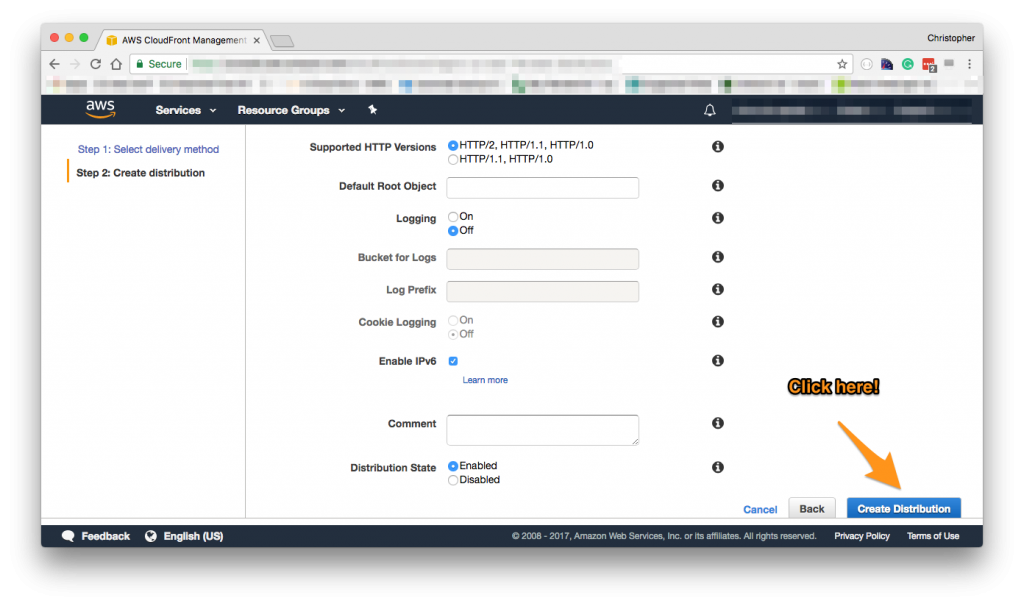 AWS CloudFront Management
Christopher
Secure
2
aws
Services
Resource Groups
Step 1: Select delivery method
Step 2: Create distribution
Supported HTTP Versions
HTTP/2, HTTP/1.1, HTTP/1.0
HTTP/1.1, HTTP/1.0
Default Root Object
Logging
On
Off
Bucket for Logs
Log Prefix
Cookie Logging
On
Off
Enable IPv6
Learn more
Click here!
Comment
Distribution State
Enabled
Disabled
Cancel
Back
Create Distribution
Feedback
English (US)
© 2008 - 2017, Amazon Web Services, Inc. or its affiliates. All rights reserved.
Privacy Policy
Terms of Use